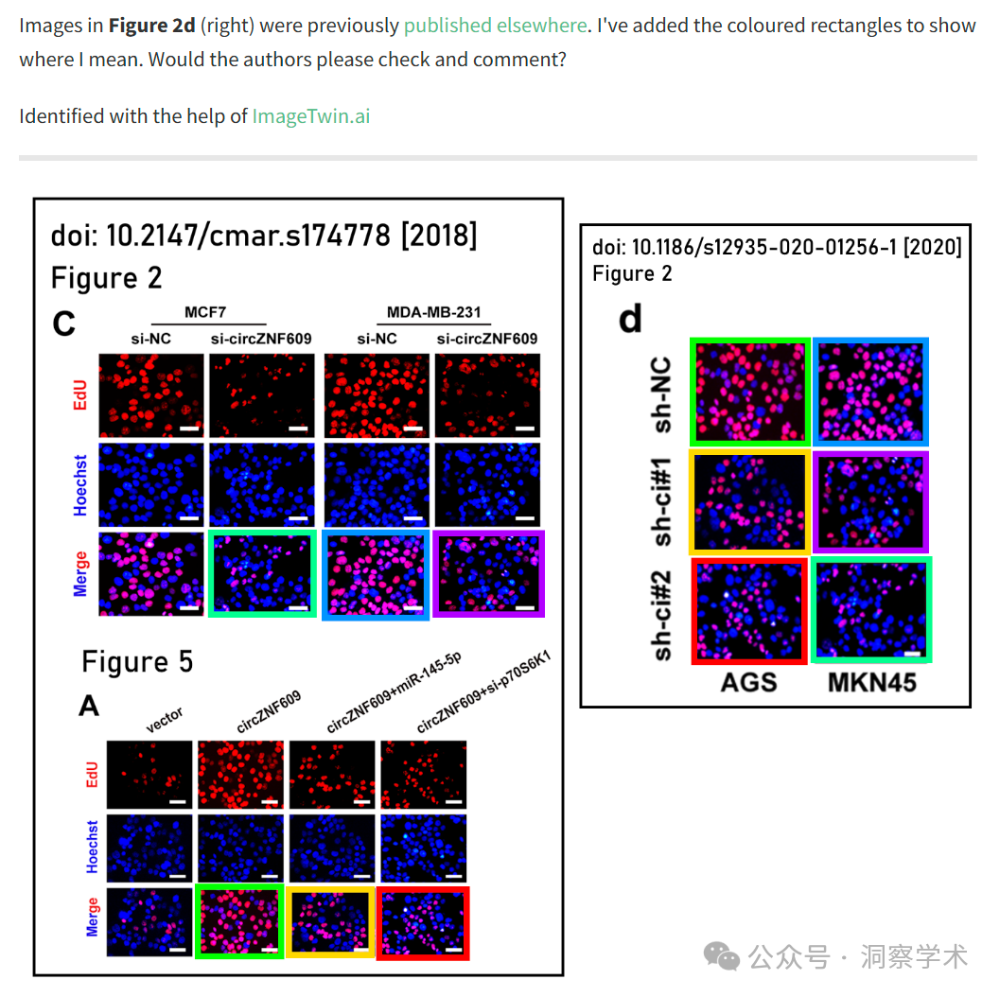 Images in Figure 2d (right) were previously published elsewhere. I've added the coloured rectangles to show
where I mean. Would the authors please check and comment?
Identified with the help of ImageTwin.ai
doi: 10.2147/cmar.s174778 [2018]
Figure 2
C
MCF7 MDA-MB-231
si-NC si-circZNF609 si-NC si-circZNF609
EdU
Hoechst
Merge
Figure 5
A
vector circZNF609 circZNF609+miR-145-5p circZNF609+si-p70S6K1
EdU
Hoechst
Merge
doi: 10.1186/s12935-020-01256-1 [2020]
Figure 2
d
sh-NC
sh-ci#1
sh-ci#2
AGS MKN45
公众号 · 洞察学术